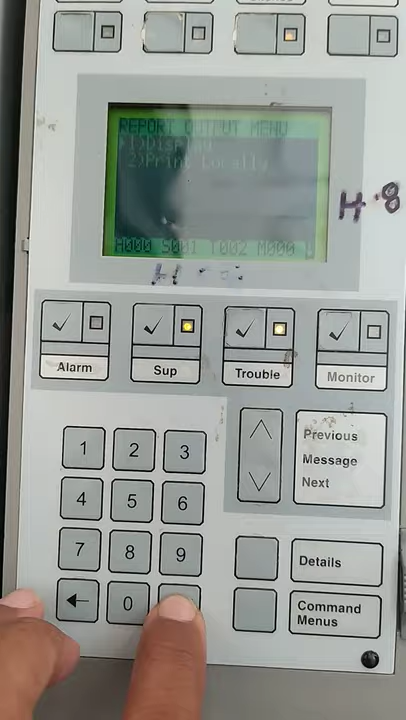 REPORT OUTPUT MENU
1)Display
2)Print Locally
A000 S001 T002 M000
H.8
Alarm
Sup
Trouble
Monitor
1 2 3
4 5 6
7 8 9
0
Previous
Message
Next
Details
Command
Menus